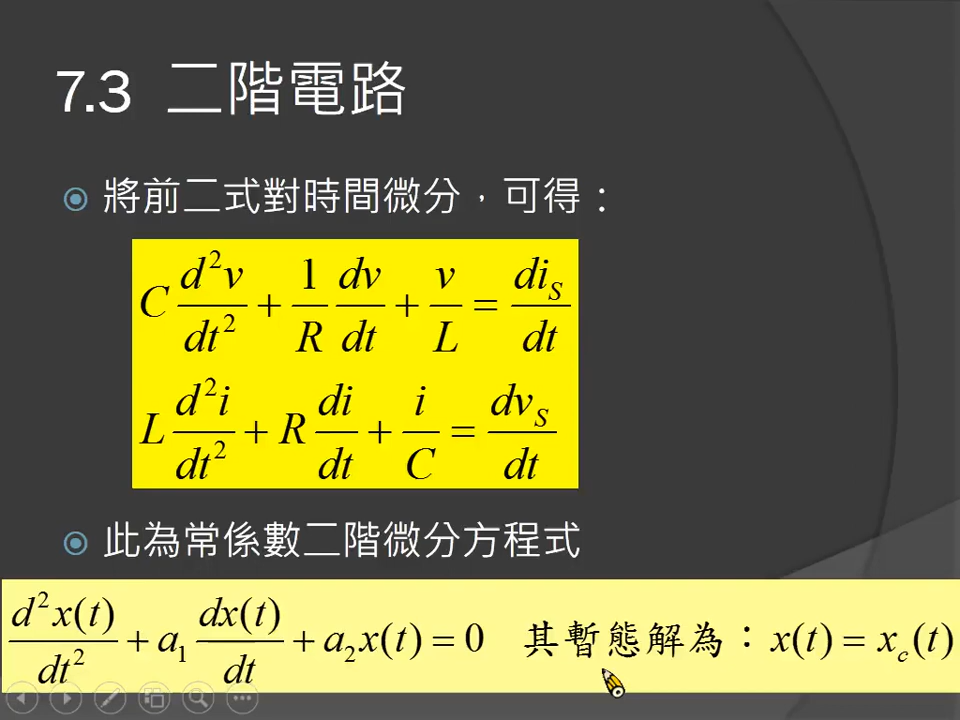 7.3 二階電路
將前二式對時間微分，可得：
C d²v/dt² + 1/R dv/dt + v/L = di_S/dt
L d²i/dt² + R di/dt + i/C = dv_S/dt
此為常係數二階微分方程式
d²x(t)/dt² + a₁ dx(t)/dt + a₂x(t) = 0 其暫態解為：x(t) = x_c(t)